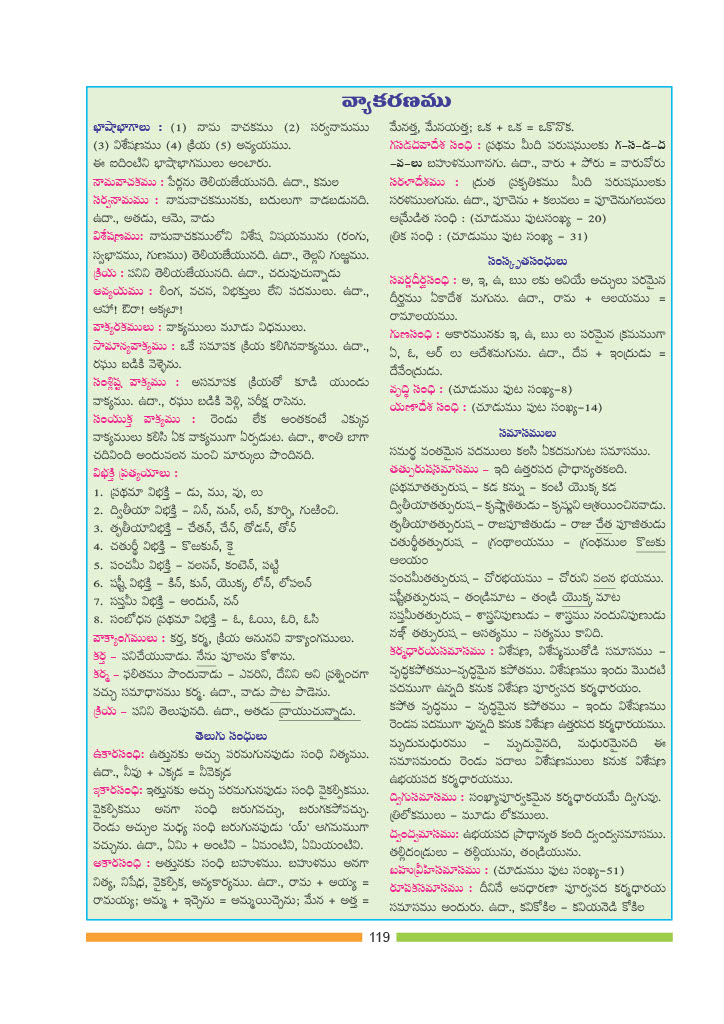 వ్యాకరణము
భాషాభాగాలు : (1) నామ వాచకము (2) సర్వనామము
(3) విశేషణము (4) క్రియ (5) అవ్యయము.
ఈ ఐదింటిని భాషాభాగములు అంటారు.
నామవాచకము : పేర్లను తెలియజేయునది. ఉదా., కమల
సర్వనామము : నామవాచకమునకు, బదులుగా వాడబడునది.
ఉదా., అతడు, ఆమె, వాడు
విశేషణము: నామవాచకములోని విశేష విషయమును (రంగు,
స్వభావము, గుణము) తెలియజేయునది. ఉదా., తెల్లని గుఱ్ఱము.
క్రియ : పనిని తెలియజేయునది. ఉదా., చదువుచున్నాడు
అవ్యయము : లింగ, వచన, విభక్తులు లేని పదములు. ఉదా.,
ఆహా! ఔరా! అక్కటా!
వాక్యరకములు : వాక్యములు మూడు విధములు.
సామాన్యవాక్యము : ఒకే సమాపక క్రియ కలిగినవాక్యము. ఉదా.,
రఘు బడికి వెళ్ళెను.
సంశ్లిష్ట వాక్యము : అసమాపక క్రియతో కూడి యుండు
వాక్యము. ఉదా., రఘు బడికి వెళ్లి, పరీక్ష రాసెను.
సంయుక్త వాక్యము : రెండు లేక అంతకంటే ఎక్కువ
వాక్యములు కలిసి ఏక వాక్యముగా ఏర్పడుట. ఉదా., శాంతి బాగా
చదివింది అందువలన మంచి మార్కులు పొందినది.
విభక్తి ప్రత్యయాలు :
1. ప్రథమా విభక్తి – డు, ము, వు, లు
2. ద్వితీయా విభక్తి – నిన్, నున్, లన్, కూర్చి, గుఱించి.
3. తృతీయావిభక్తి – చేతన్, చేన్, తోడన్, తోన్
4. చతుర్థీ విభక్తి – కొఱకున్, కై
5. పంచమీ విభక్తి – వలనన్, కంటెన్, పట్టి
6. షష్ఠీ విభక్తి – కిన్, కున్, యొక్క, లోన్, లోపలన్
7. సప్తమీ విభక్తి – అందున్, నన్
8. సంబోధన ప్రథమా విభక్తి – ఓ, ఓయి, ఓరి, ఓసి
వాక్యాంగములు : కర్త, కర్మ, క్రియ అనునవి వాక్యాంగములు.
కర్త – పనిచేయువాడు. నేను పూలను కోశాను.
కర్మ – ఫలితము పొందువాడు – ఎవరిని, దేనిని అని ప్రశ్నించగా
వచ్చు సమాధానము కర్మ. ఉదా., వాడు పాట పాడెను.
క్రియ – పనిని తెలుపునది. ఉదా., అతడు వ్రాయుచున్నాడు.
తెలుగు సంధులు
ఉకారసంధి: ఉత్తునకు అచ్చు పరమగునపుడు సంధి నిత్యము.
ఉదా., నీవు + ఎక్కడ = నీవెక్కడ
ఇకారసంధి: ఇత్తునకు అచ్చు పరమగునపుడు సంధి వైకల్పికము.
వైకల్పికము అనగా సంధి జరుగవచ్చు, జరుగకపోవచ్చు.
రెండు అచ్చుల మధ్య సంధి జరుగనపుడు ‘య్’ ఆగమముగా
వచ్చును. ఉదా., ఏమి + అంటివి – ఏమంటివి, ఏమియంటివి.
అకారసంధి : అత్తునకు సంధి బహుళము. బహుళము అనగా
నిత్య, నిషేధ, వైకల్పిక, అన్యకార్యము. ఉదా., రామ + అయ్య =
రామయ్య; అమ్మ + ఇచ్చెను = అమ్మయిచ్చెను; మేన + అత్త =
మేనత్త, మేనయత్త; ఒక + ఒక = ఒకొనొక.
గసడదవాదేశ సంధి : ప్రథమ మీది పరుషములకు గ–స–డ–ద
–వ–లు బహుళముగానగు. ఉదా., వారు + పోరు = వారువోరు
సరళాదేశము : ద్రుత ప్రకృతికము మీది పరుషములకు
సరళములగును. ఉదా., పూచెను + కలువలు = పూచెనుగలువలు
ఆమ్రేడిత సంధి : (చూడుము పుటసంఖ్య – 20)
త్రిక సంధి : (చూడుము పుట సంఖ్య – 31)
సంస్కృతసంధులు
సవర్ణదీర్ఘసంధి : అ, ఇ, ఉ, ఋ లకు అవియే అచ్చులు పరమైన
దీర్ఘము ఏకాదేశ మగును. ఉదా., రామ + ఆలయము =
రామాలయము.
గుణసంధి : అకారమునకు ఇ, ఉ, ఋ లు పరమైన క్రమముగా
ఏ, ఓ, ఆర్ లు ఆదేశమగును. ఉదా., దేవ + ఇంద్రుడు =
దేవేంద్రుడు.
వృద్ధి సంధి : (చూడుము పుట సంఖ్య–8)
యణాదేశ సంధి : (చూడుము పుట సంఖ్య–14)
సమాసములు
సమర్థ వంతమైన పదములు కలసి ఏకదమగుట సమాసము.
తత్పురుషసమాసము – ఇది ఉత్తరపద ప్రాధాన్యతకలది.
ప్రథమాతత్పురుష – కడ కన్ను – కంటి యొక్క కడ
ద్వితీయాతత్పురుష – కృష్ణాశ్రితుడు – కృష్ణుని ఆశ్రయించినవాడు.
తృతీయాతత్పురుష – రాజపూజితుడు – రాజు చేత పూజితుడు
చతుర్థీతత్పురుష – గ్రంథాలయము – గ్రంథముల కొఱకు
ఆలయం
పంచమీతత్పురుష – చోరభయము – చోరుని వలన భయము.
షష్ఠీతత్పురుష – తండ్రిమాట – తండ్రి యొక్క మాట
సప్తమీతత్పురుష – శాస్త్రనిపుణుడు – శాస్త్రము నందునిపుణుడు
నఞ్ తత్పురుష – అసత్యము – సత్యము కానిది.
కర్మధారయసమాసము : విశేషణ, విశేష్యముతోడి సమాసము –
వృద్ధకపోతము–వృద్ధమైన కపోతము. విశేషణము ఇందు మొదటి
పదముగా ఉన్నది కనుక విశేషణ పూర్వపద కర్మధారయం.
కపోత వృద్ధము – వృద్ధమైన కపోతము – ఇందు విశేషణము
రెండవ పదముగా వున్నది కనుక విశేషణ ఉత్తరపద కర్మధారయము.
మృదుమధురము – మృదువైనది, మధురమైనది ఈ
సమాసమందు రెండు పదాలు విశేషణములు కనుక విశేషణ
ఉభయపద కర్మధారయము.
ద్విగుసమాసము : సంఖ్యాపూర్వకమైన కర్మధారయమే ద్విగువు.
త్రిలోకములు – మూడు లోకములు.
ద్వంద్వసమాసము: ఉభయపద ప్రాధాన్యత కలది ద్వంద్వసమాసము.
తల్లిదండ్రులు – తల్లియును, తండ్రియును.
బహువ్రీహిసమాసము : (చూడుము పుట సంఖ్య–51)
రూపకసమాసము : దీనినే అవధారణా పూర్వపద కర్మధారయ
సమాసము అందురు. ఉదా., కవికోకిల – కవియనెడి కోకిల
119